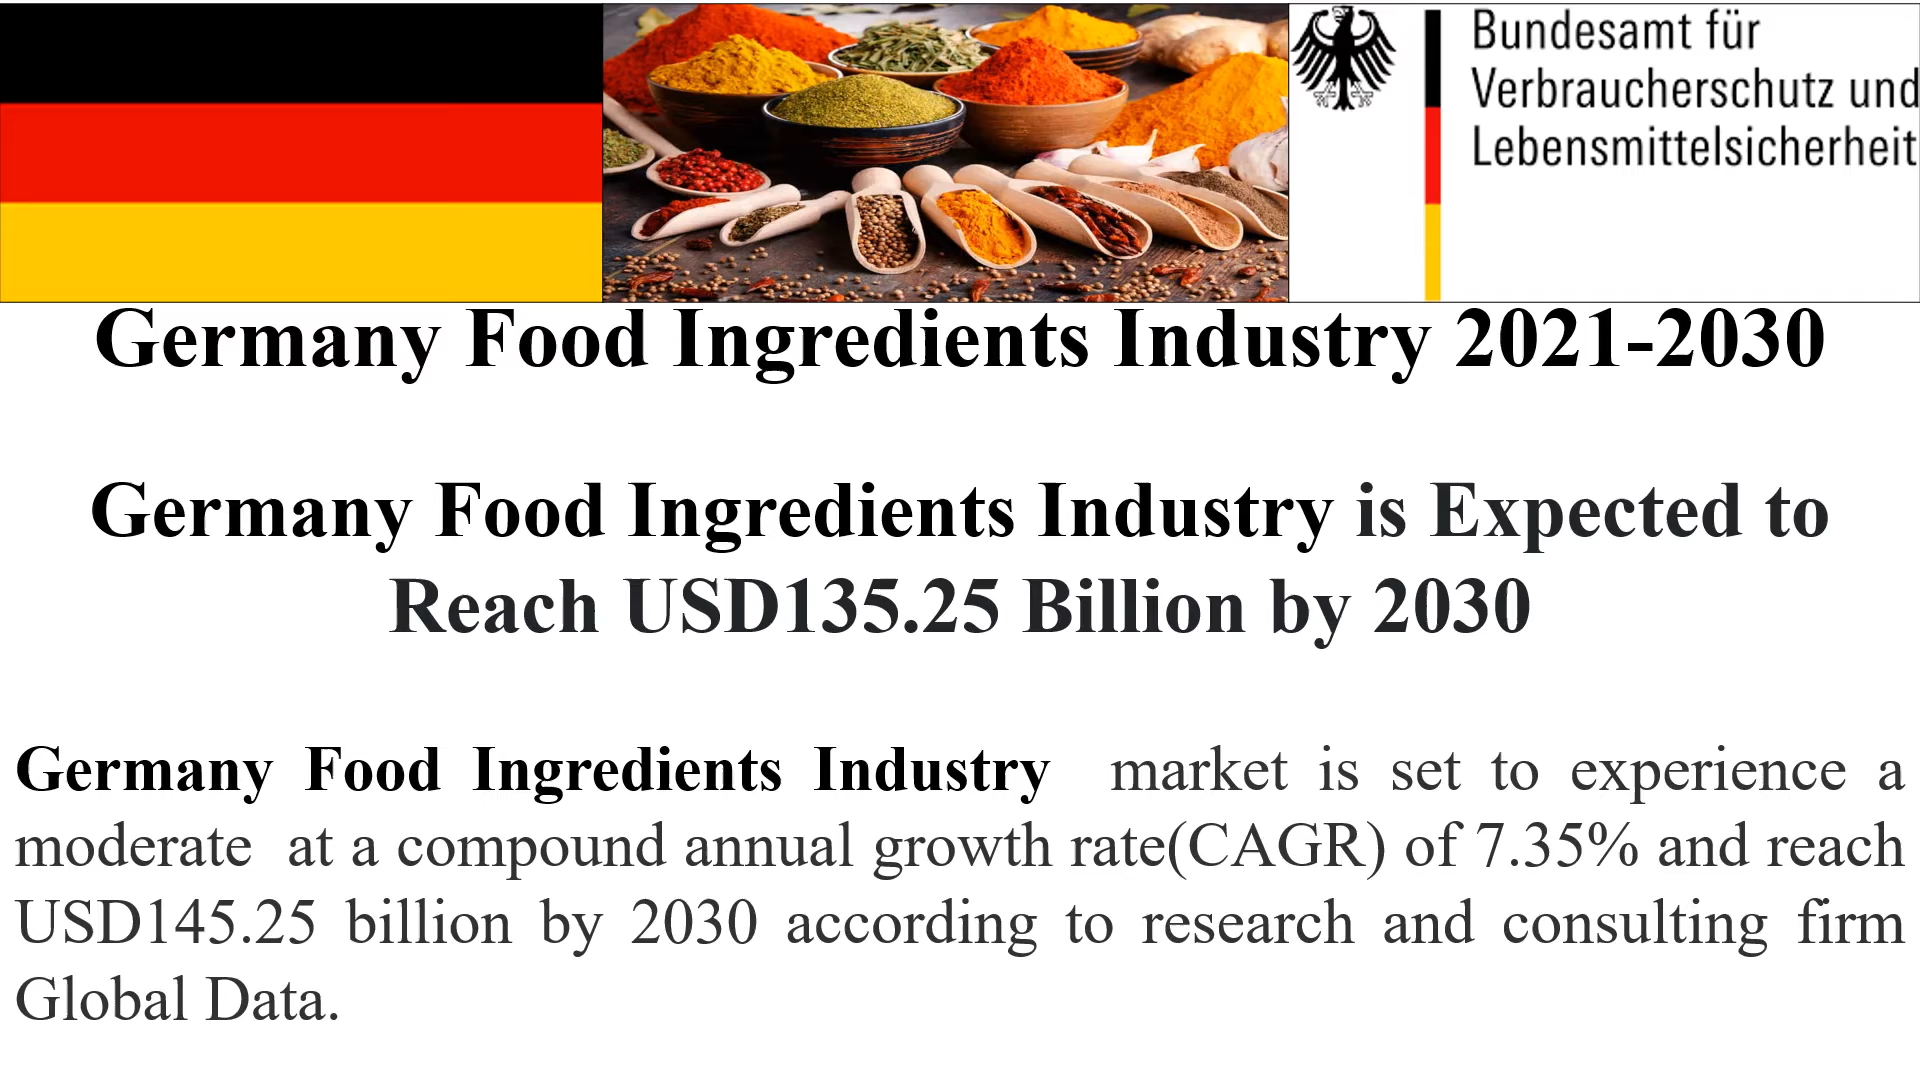 Bundesamt für
Verbraucherschutz und
Lebensmittelsicherheit
Germany Food Ingredients Industry 2021-2030
Germany Food Ingredients Industry is Expected to
Reach USD135.25 Billion by 2030
Germany Food Ingredients Industry market is set to experience a
moderate at a compound annual growth rate(CAGR) of 7.35% and reach
USD145.25 billion by 2030 according to research and consulting firm
Global Data.